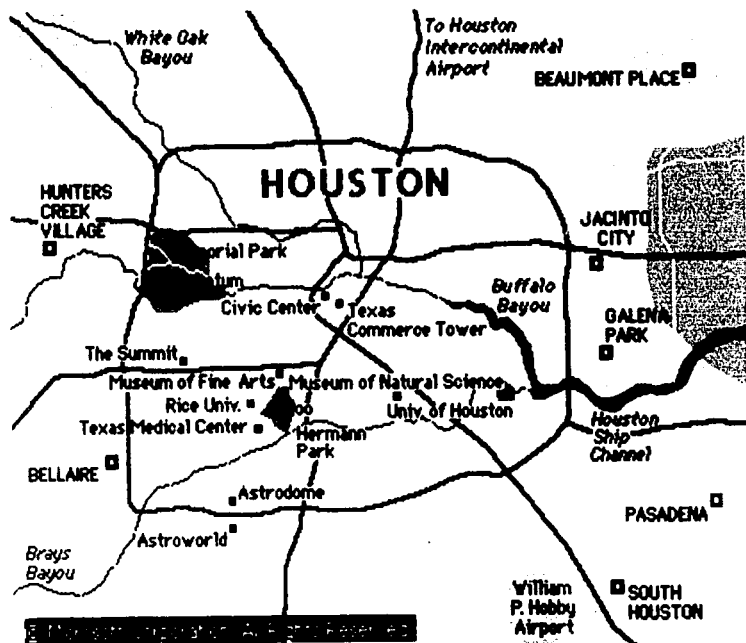 White Oak
Bayou
To Houston
Intercontinental
Airport
BEAUMONT PLACE
HOUSTON
HUNTERS
CREEK
VILLAGE
JACINTO
CITY
Park
Buffalo
Bayou
Civic Center
Texas
Commerce Tower
GALENA
PARK
The Summit
Museum of Fine Arts
Museum of Natural Science
Rice Univ.
Univ. of Houston
Texas Medical Center
Hermann
Park
Houston
Ship
Channel
BELLAIRE
Astrodome
PASADENA
Astroworld
Brays
Bayou
William
P. Hobby
Airport
SOUTH
HOUSTON